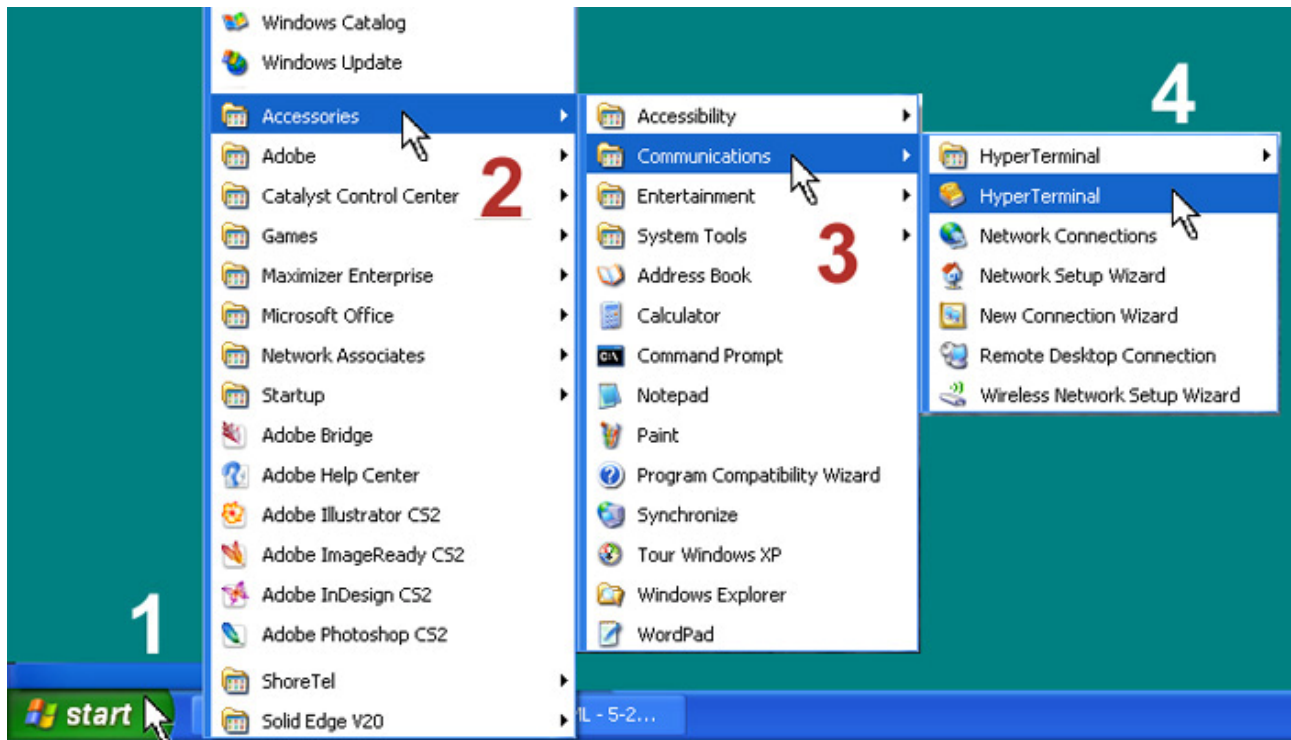 Windows Catalog
Windows Update
Accessories
Adobe
Catalyst Control Center
Games
Maximizer Enterprise
Microsoft Office
Network Associates
Startup
Adobe Bridge
Adobe Help Center
Adobe Illustrator CS2
Adobe ImageReady CS2
Adobe InDesign CS2
Adobe Photoshop CS2
ShoreTel
Solid Edge V20
2
Accessibility
Communications
Entertainment
System Tools
Address Book
Calculator
Command Prompt
Notepad
Paint
Program Compatibility Wizard
Synchronize
Tour Windows XP
Windows Explorer
WordPad
3
4
HyperTerminal
HyperTerminal
Network Connections
Network Setup Wizard
New Connection Wizard
Remote Desktop Connection
Wireless Network Setup Wizard
1
start
- 5-2...